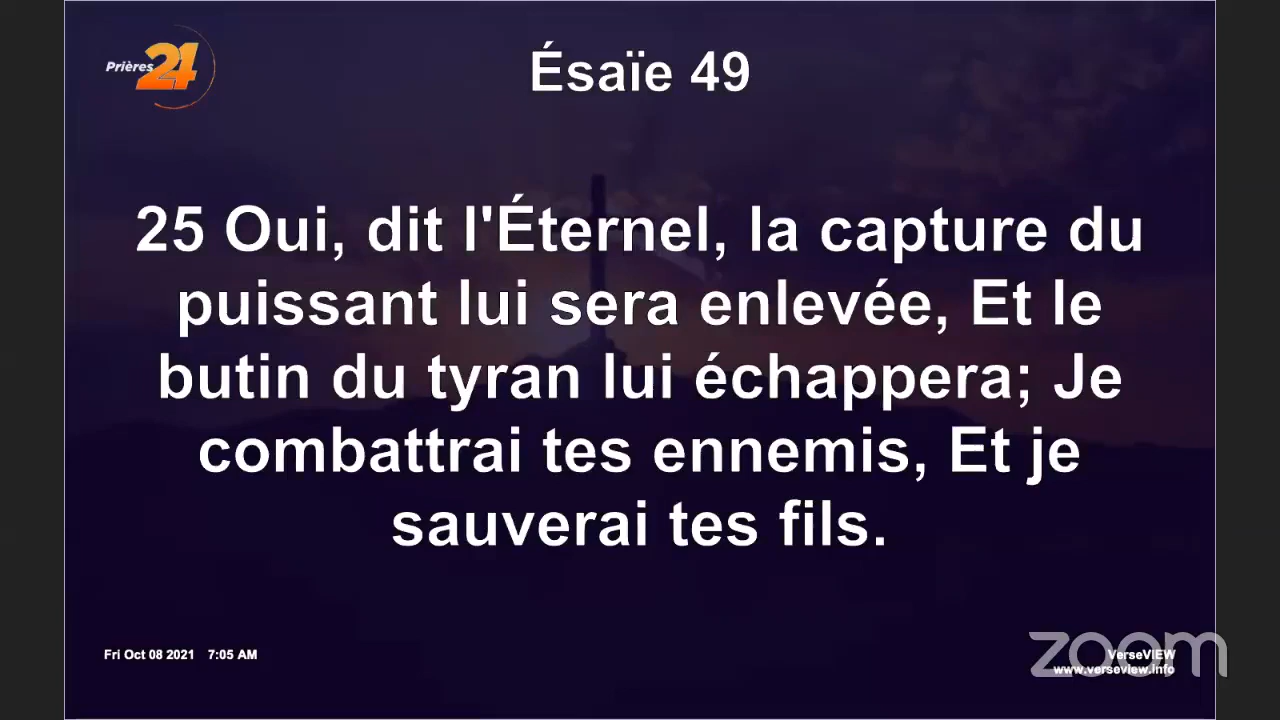 Prières 24
Ésaïe 49
25 Oui, dit l'Éternel, la capture du
puissant lui sera enlevée, Et le
butin du tyran lui échappera; Je
combattrai tes ennemis, Et je
sauverai tes fils.
Fri Oct 08 2021 7:05 AM
zoom
VerseVIEW
www.verseview.info